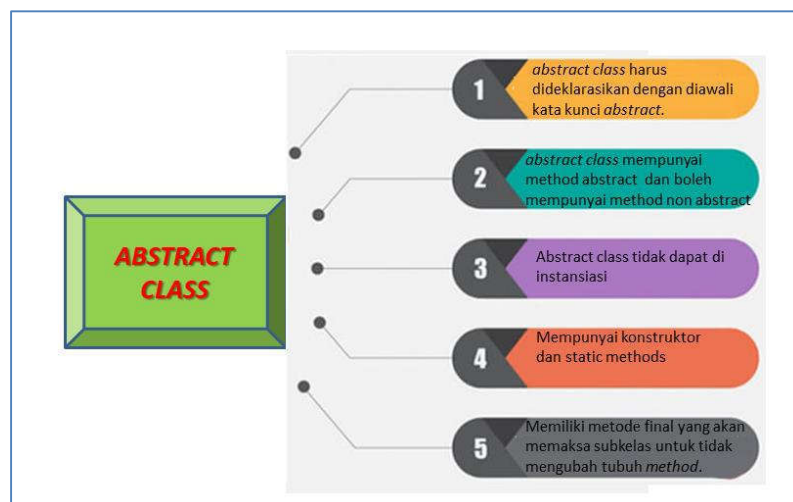 ABSTRACT
CLASS
1
abstract class harus
dideklarasikan dengan diawali
kata kunci abstract.
2
abstract class mempunyai
method abstract dan boleh
mempunyai method non abstract
3
Abstract class tidak dapat di
instansiasi
4
Mempunyai konstruktor
dan static methods
5
Memiliki metode final yang akan
memaksa subkelas untuk tidak
mengubah tubuh method.